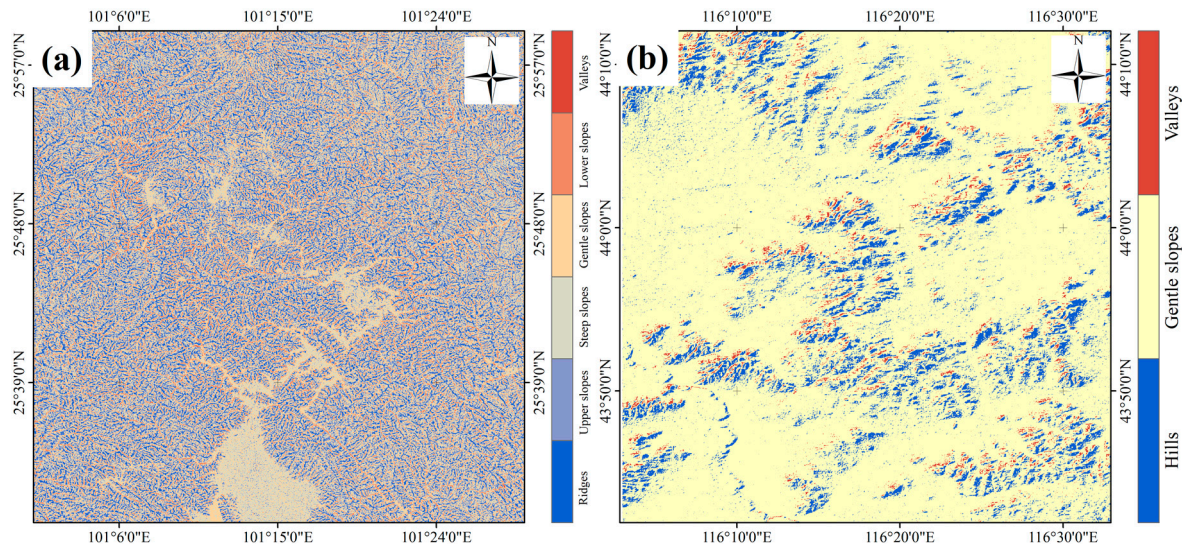 101°6'0"E 101°15'0"E 101°24'0"E
(a)
N
25°57'0"N
25°48'0"N
25°39'0"N
25°57'0"N
25°48'0"N
25°39'0"N
101°6'0"E 101°15'0"E 101°24'0"E
Valleys
Lower slopes
Gentle slopes
Steep slopes
Upper slopes
Ridges
116°10'0"E 116°20'0"E 116°30'0"E
(b)
N
44°10'0"N
44°0'0"N
43°50'0"N
44°10'0"N
44°0'0"N
43°50'0"N
116°10'0"E 116°20'0"E 116°30'0"E
Valleys
Gentle slopes
Hills